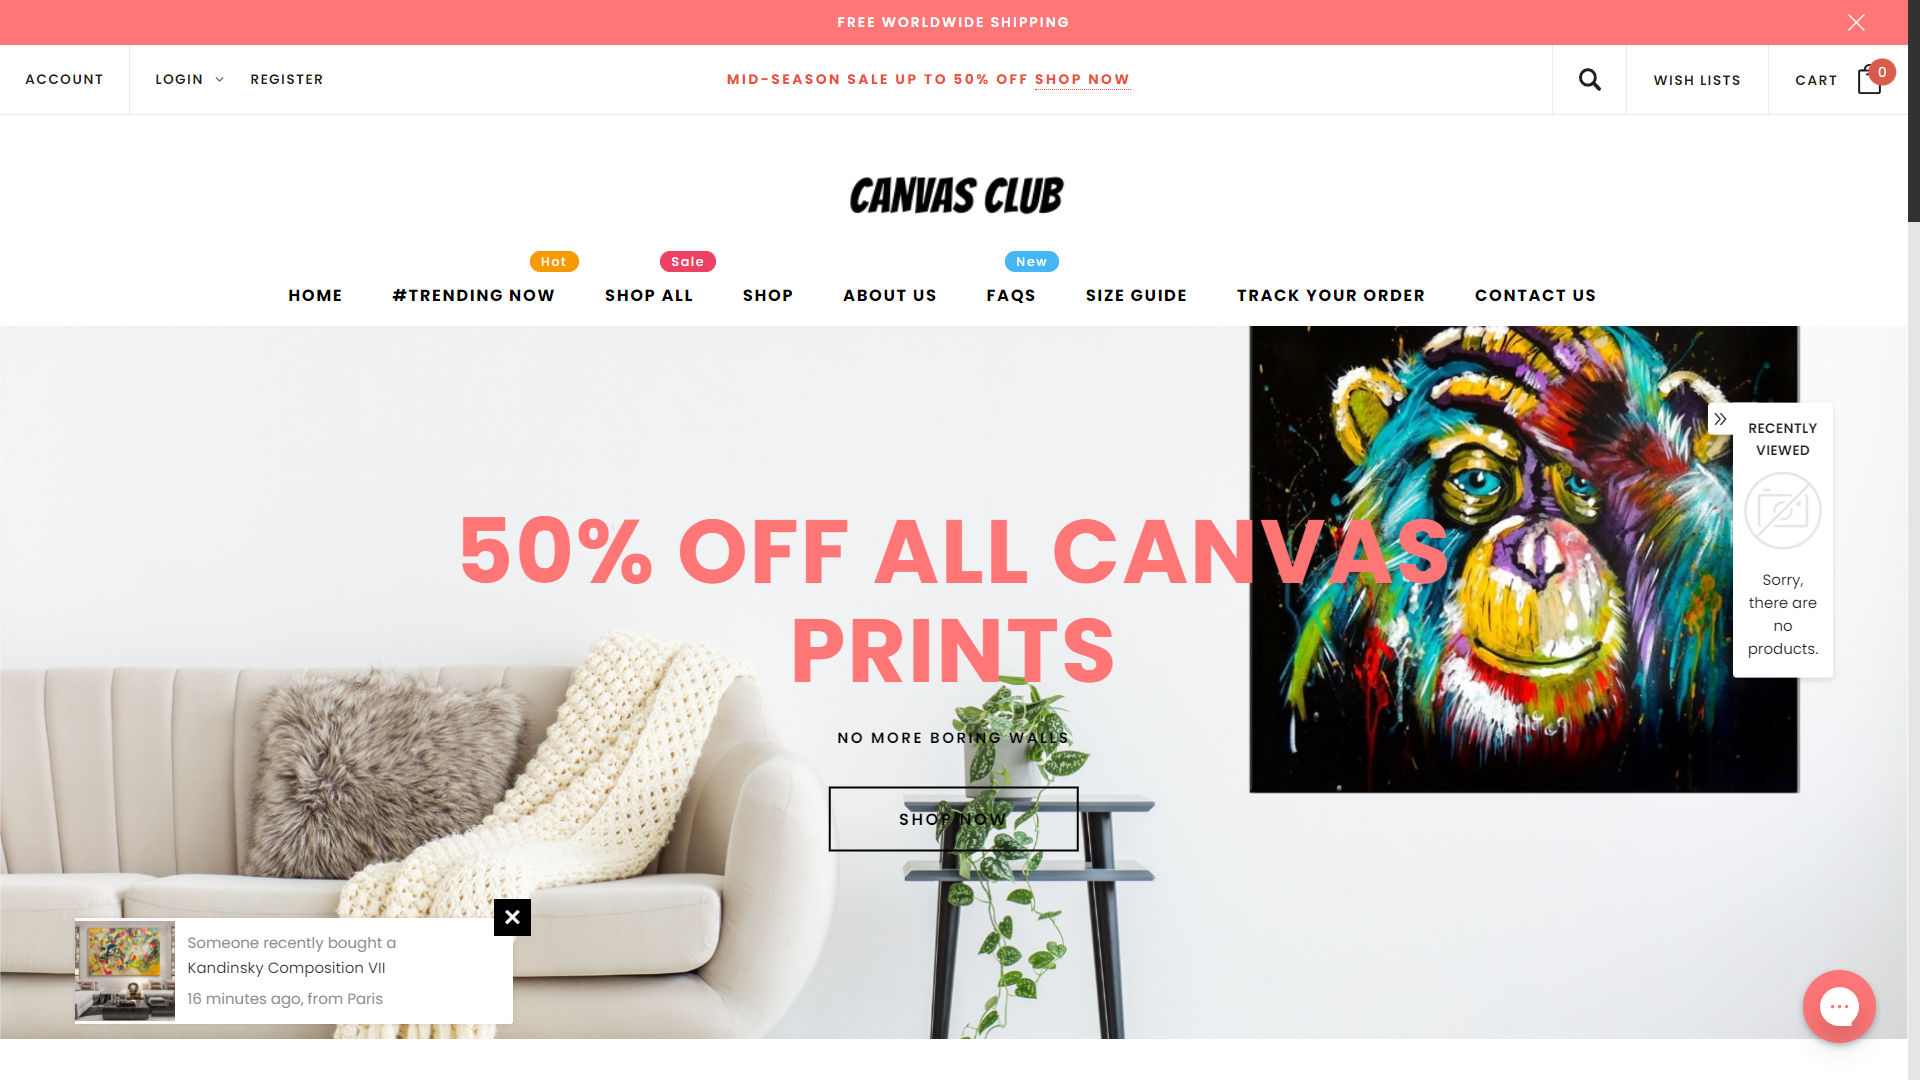 FREE WORLDWIDE SHIPPING
ACCOUNT
LOGIN
REGISTER
MID-SEASON SALE UP TO 50% OFF SHOP NOW
WISH LISTS
CART
0
CANVAS CLUB
Hot
Sale
New
HOME
#TRENDING NOW
SHOP ALL
SHOP
ABOUT US
FAQS
SIZE GUIDE
TRACK YOUR ORDER
CONTACT US
RECENTLY
VIEWED
Sorry,
there are
no
products.
50% OFF ALL CANVAS
PRINTS
NO MORE BORING WALLS
SHOP NOW
Someone recently bought a
Kandinsky Composition VII
16 minutes ago, from Paris